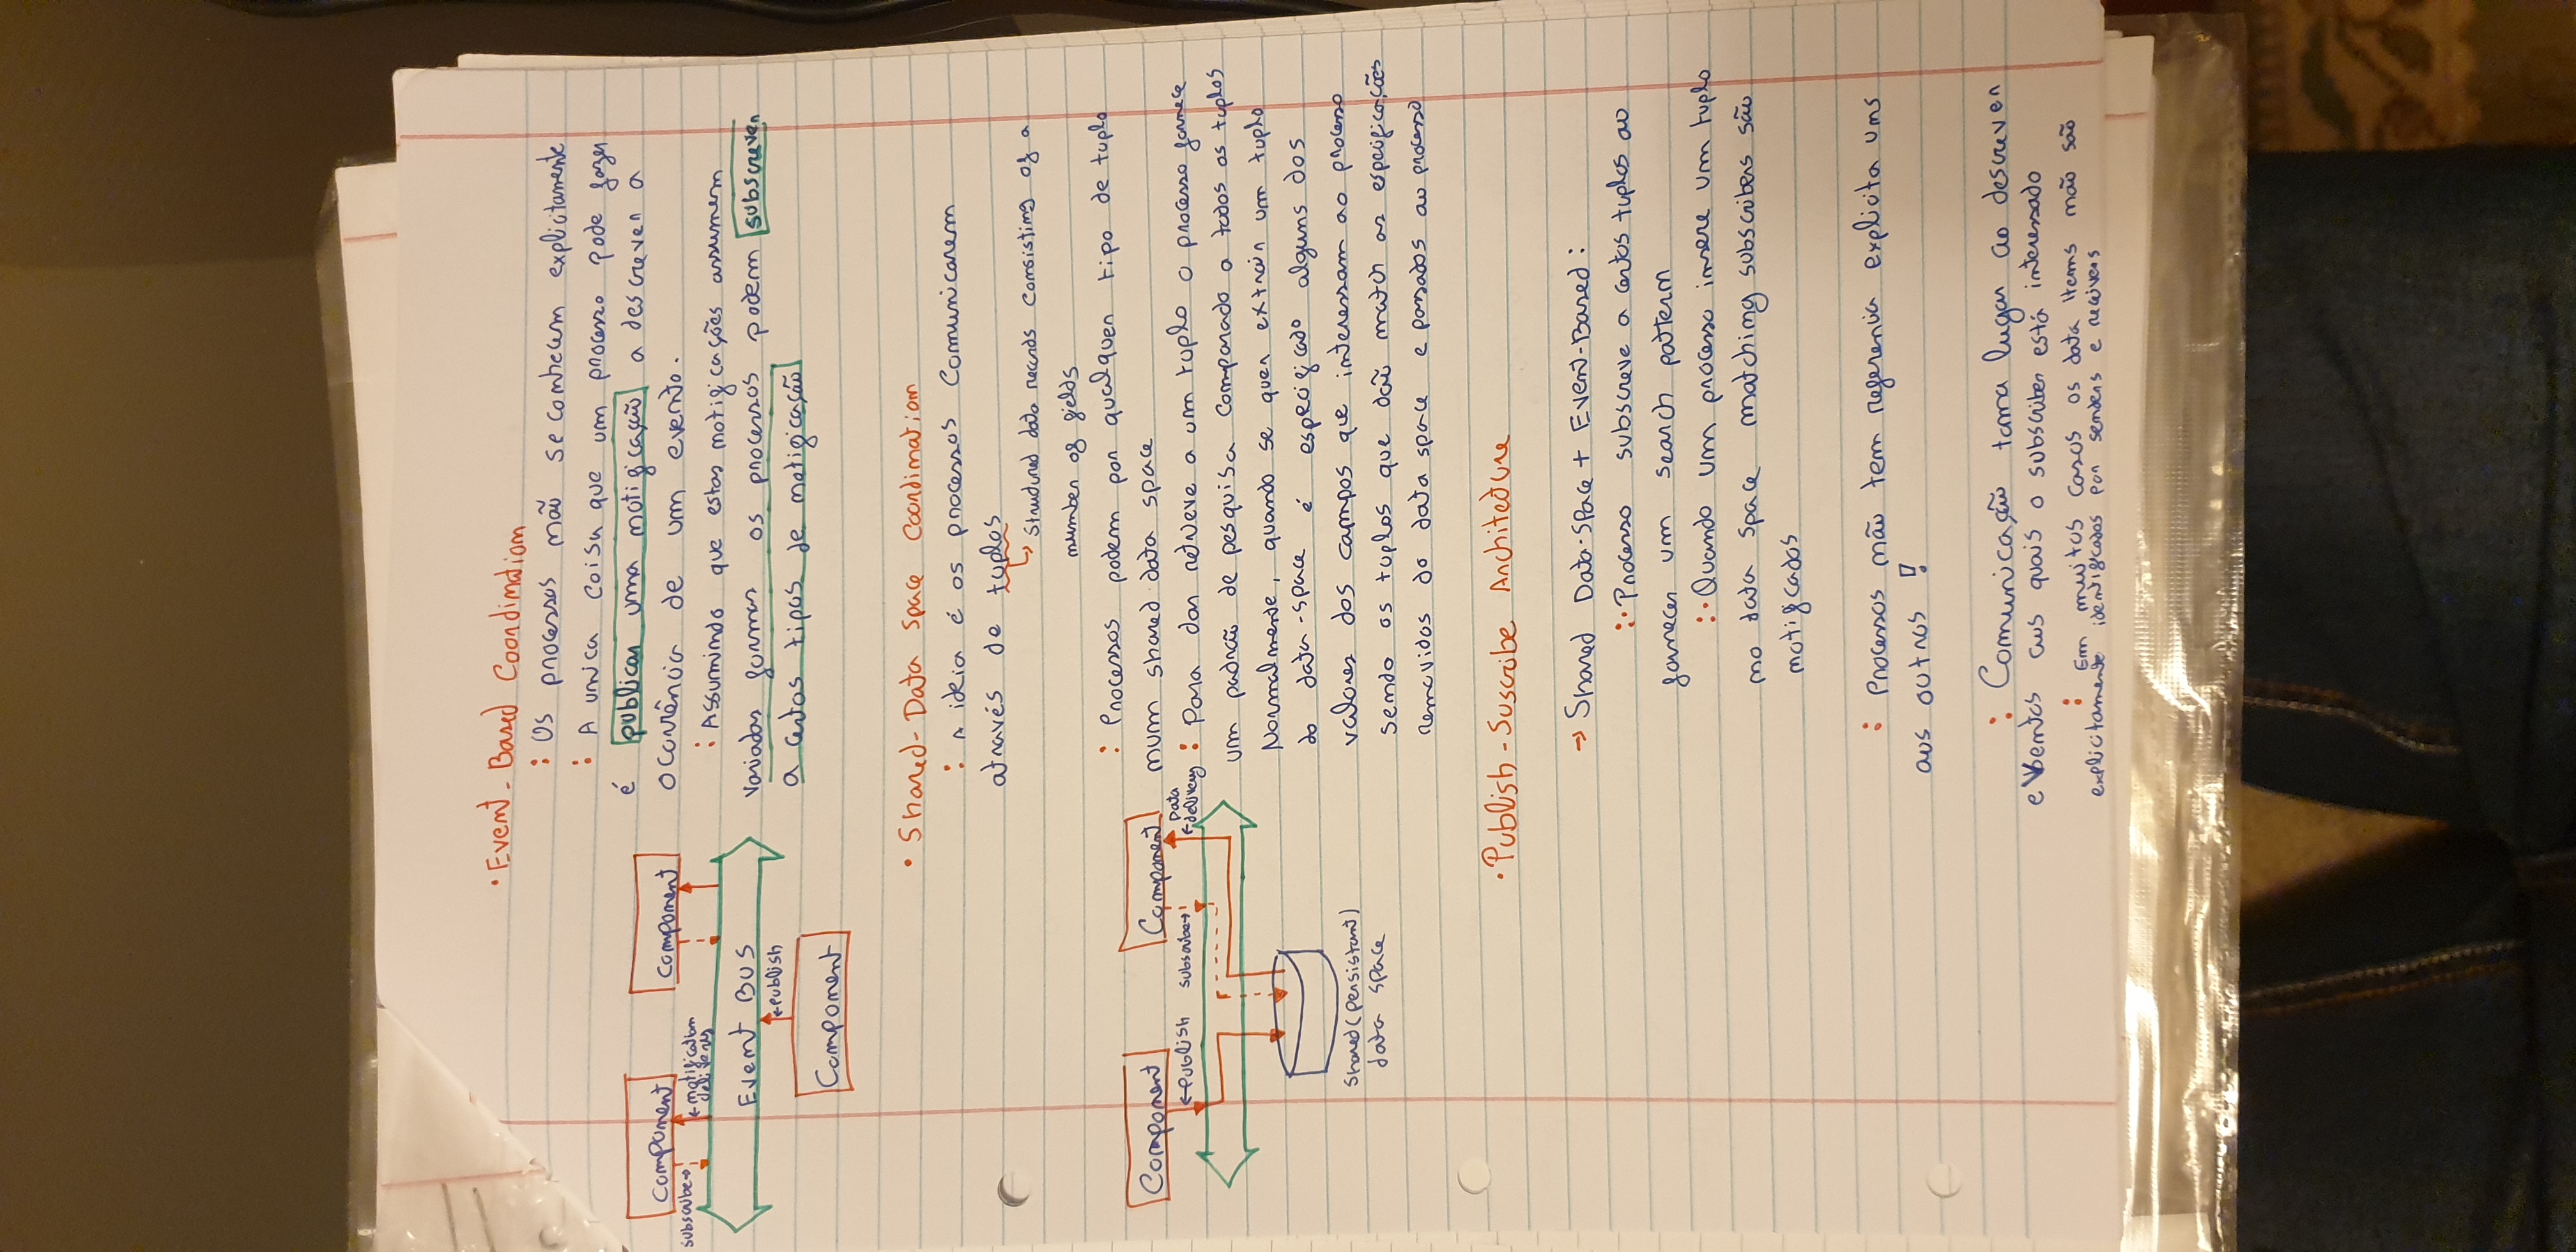 • Event-Based Coordination
: Os processos não se conhecem explicitamente
: A unica coisa que um processo pode fazer
é publicar uma notificação a descrever a
ocorrência de um evento.
: Assumindo que estas notificações assumem
variadas formas os processos podem subscrever
a certos tipos de notificação
Component
Component
subscribe→
←notification
delivery
Event BUS
←publish
Component
• Shared-Data Space Coordination
: A ideia é os processos comunicarem
através de tuplos
↳ Structured data records consisting of a
number of fields
: Processos podem por qualquer tipo de tuplo
num shared data space
: Para dar retrieve a um tuplo o processo fornece
um padrão de pesquisa comparado a todos os tuplos
Normalmente, quando se quer extrair um tuplo
do data-space é especificado alguns dos
valores dos campos que interessam ao processo
sendo os tuplos que dão match as especificações
removidos do data space e passados ao processo
Component
Component
←Publish
subscribe→
Data
←delivery
Shared (persistant)
data space
• Publish-Suscribe Architecture
→ Shared Data-Space + Event-Based:
:• Processo subscreve a certos tuplos ao
fornecer um search pattern
:• Quando um processo insere um tuplo
no data space matching subscribers são
notificados
: Processos não tem referencia explicita uns
aos outros !
: Comunicação toma lugar ao descrever
eventos aus quais o subscriber está interessado
: Em muitos casos os data items não são
explicitamente identificados por senders e receivers